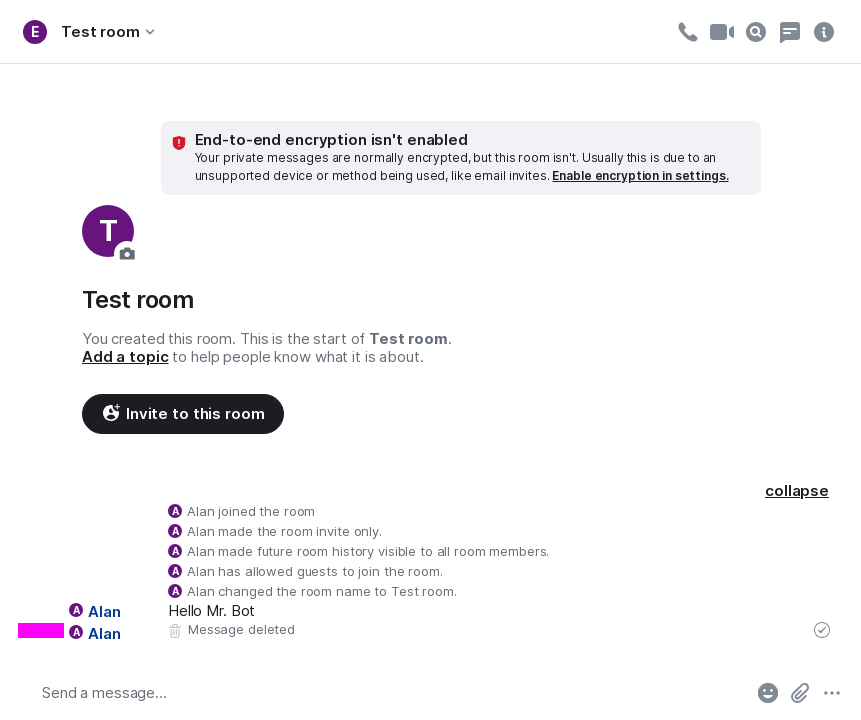 E Test room
End-to-end encryption isn't enabled
Your private messages are normally encrypted, but this room isn't. Usually this is due to an
unsupported device or method being used, like email invites. Enable encryption in settings.
T
Test room
You created this room. This is the start of Test room.
Add a topic to help people know what it is about.
Invite to this room
collapse
A Alan joined the room
A Alan made the room invite only.
A Alan made future room history visible to all room members.
A Alan has allowed guests to join the room.
A Alan changed the room name to Test room.
A Alan Hello Mr. Bot
A Alan Message deleted
Send a message…